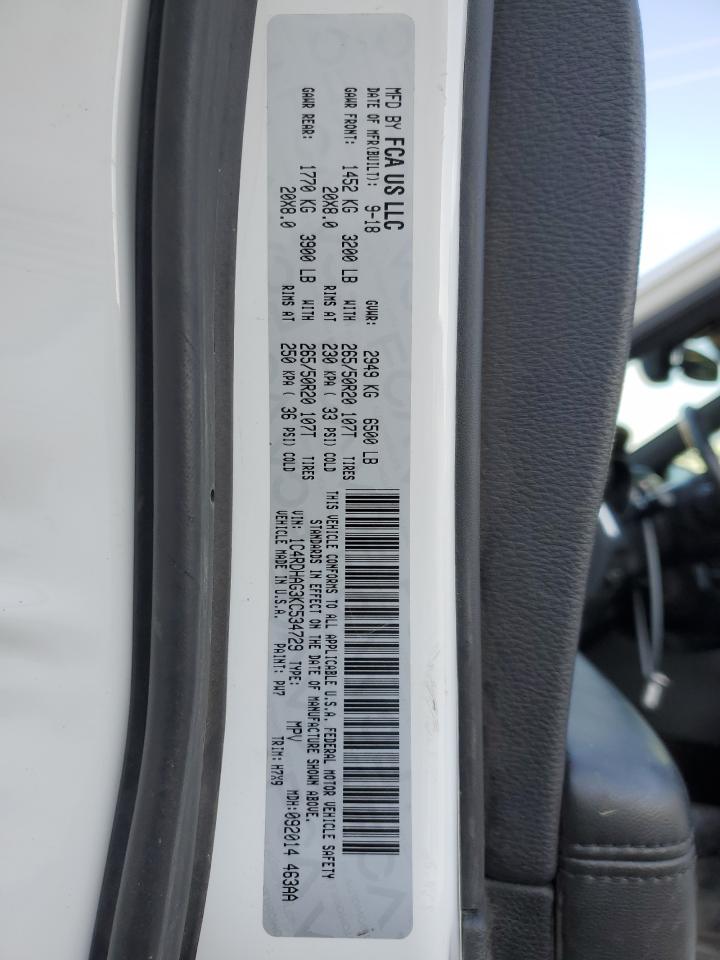 MFD BY FCA US LLC
DATE OF MFR(BUILT): 9-18 GVWR: 2949 KG 6500 LB
GAWR FRONT: 1452 KG 3200 LB WITH 265/50R20 107T TIRES
20X8.0 RIMS AT 230 KPA ( 33 PSI) COLD
GAWR REAR: 1770 KG 3900 LB WITH 265/50R20 107T TIRES
20X8.0 RIMS AT 250 KPA ( 36 PSI) COLD
THIS VEHICLE CONFORMS TO ALL APPLICABLE U.S.A. FEDERAL MOTOR VEHICLE SAFETY
STANDARDS IN EFFECT ON THE DATE OF MANUFACTURE SHOWN ABOVE.
VIN: 1C4RDHAG3KC534729 TYPE: MPV MDH:092014 463AA
VEHICLE MADE IN U.S.A. PAINT: PW7 TRIM: H7X9